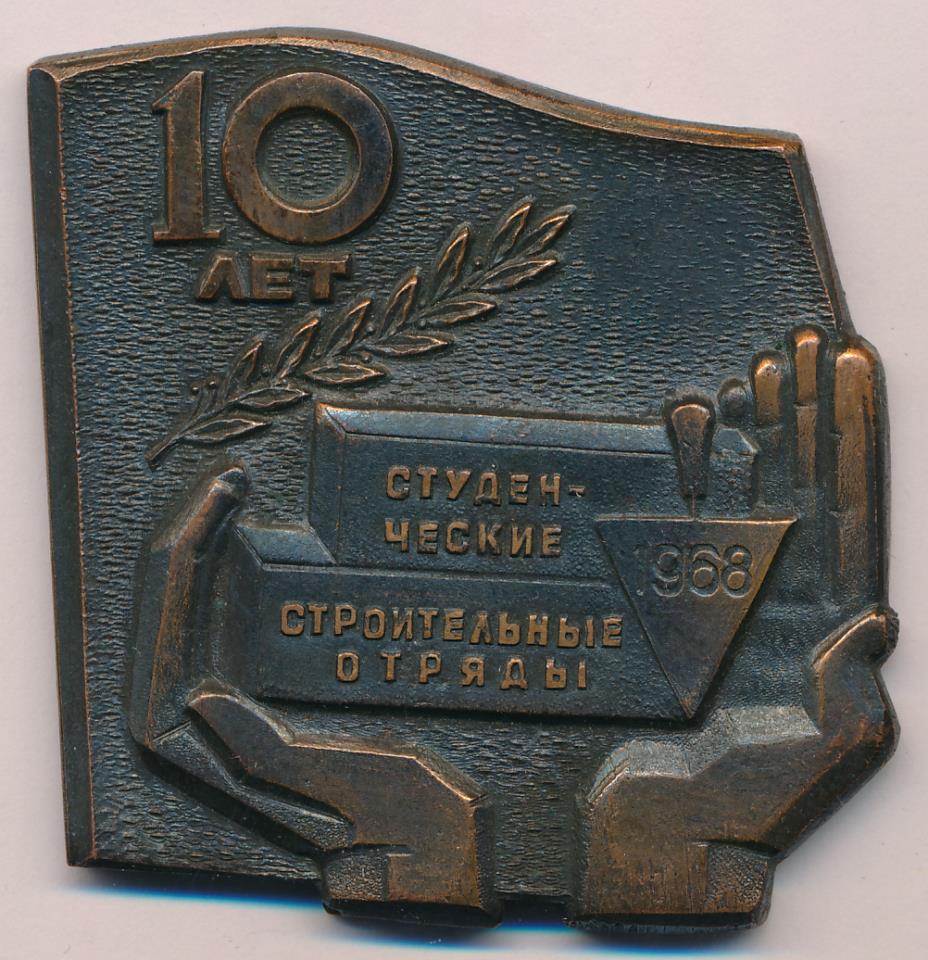 10
ЛЕТ
СТУДЕН-
ЧЕСКИЕ
1968
СТРОИТЕЛЬНЫЕ
ОТРЯДЫ